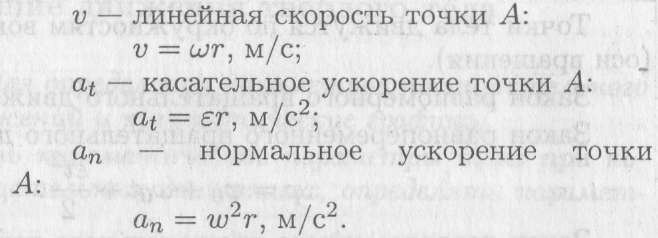 v — линейная скорость точки A:
v = ωr, м/с;
a_t — касательное ускорение точки A:
a_t = εr, м/с²;
a_n — нормальное ускорение точки
A:
a_n = w²r, м/с².